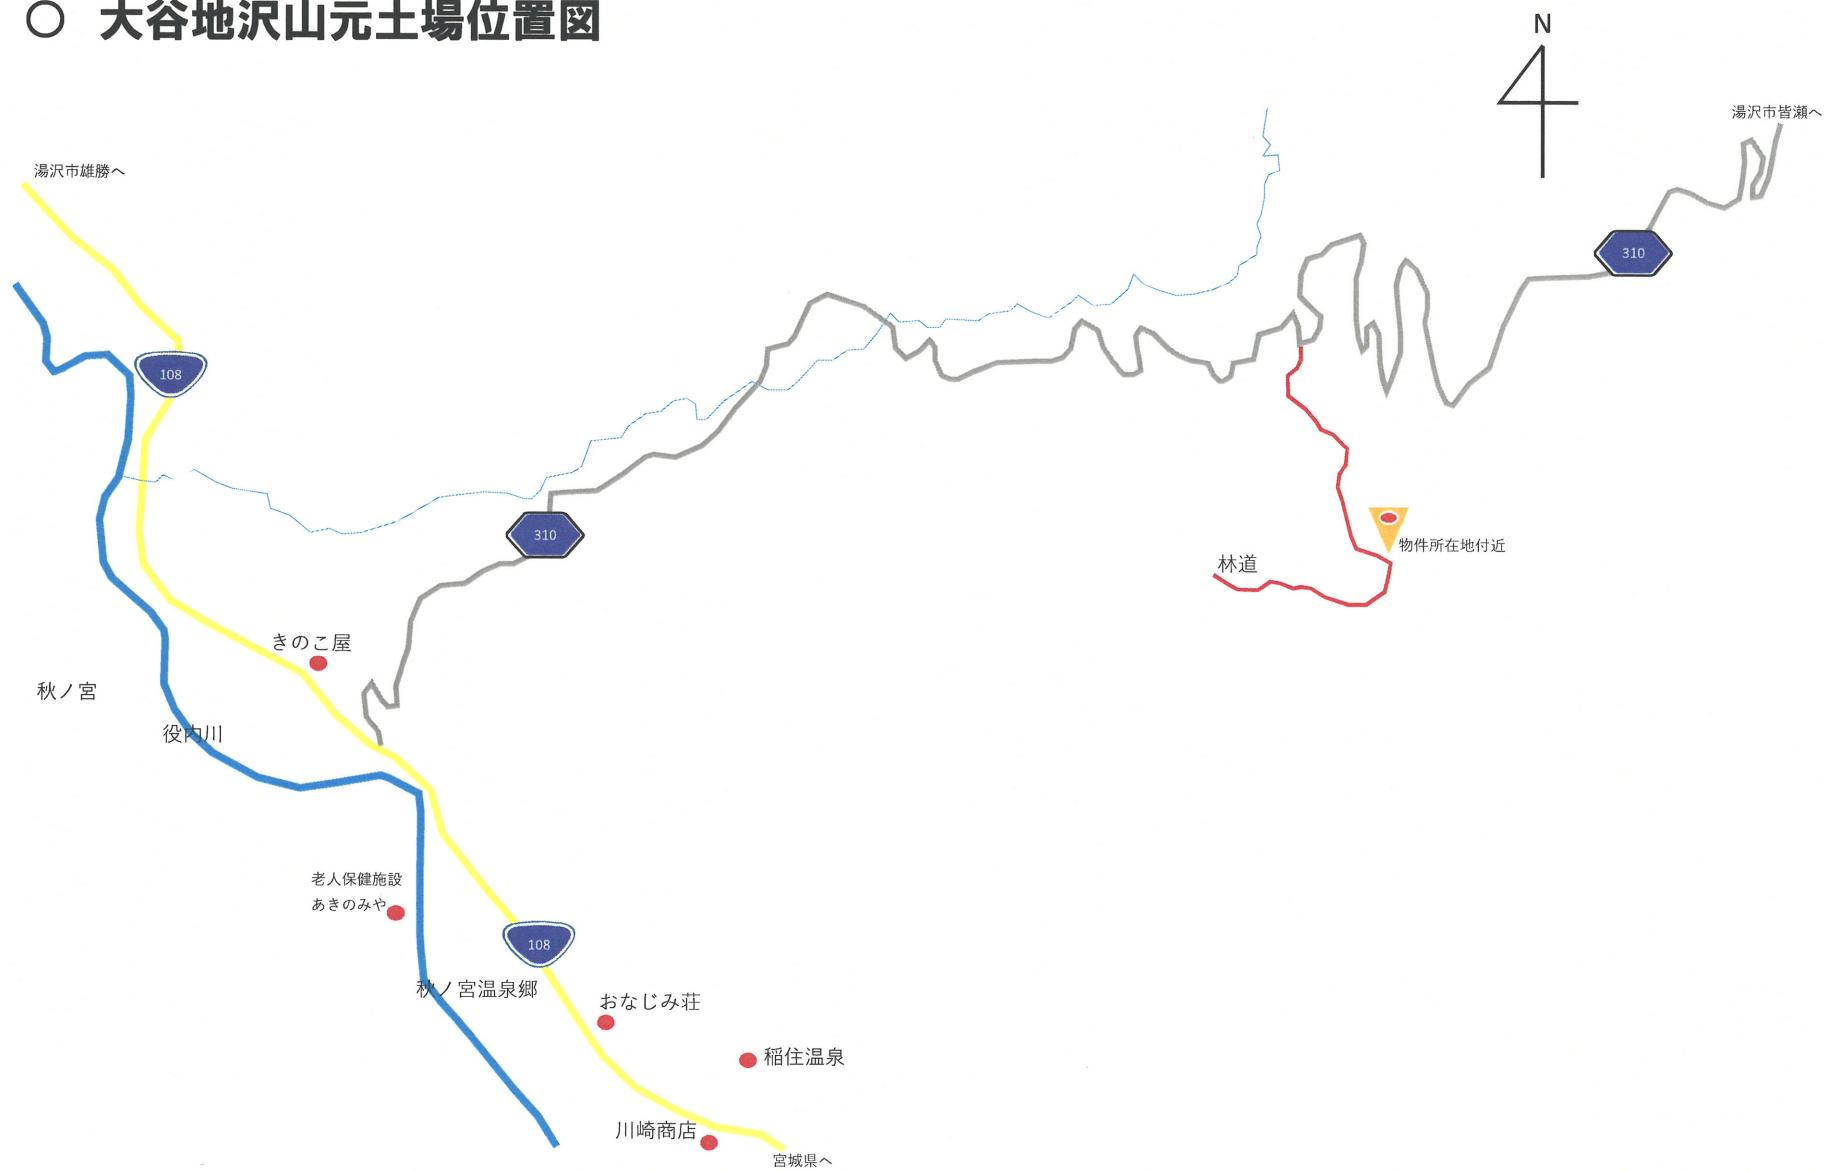 ○ 大谷地沢山元土場位置図
N
湯沢市皆瀬へ
湯沢市雄勝へ
310
108
310
物件所在地付近
林道
きのこ屋
秋ノ宮
役内川
老人保健施設
あきのみや
108
秋ノ宮温泉郷
おなじみ荘
稲住温泉
川崎商店
宮城県へ